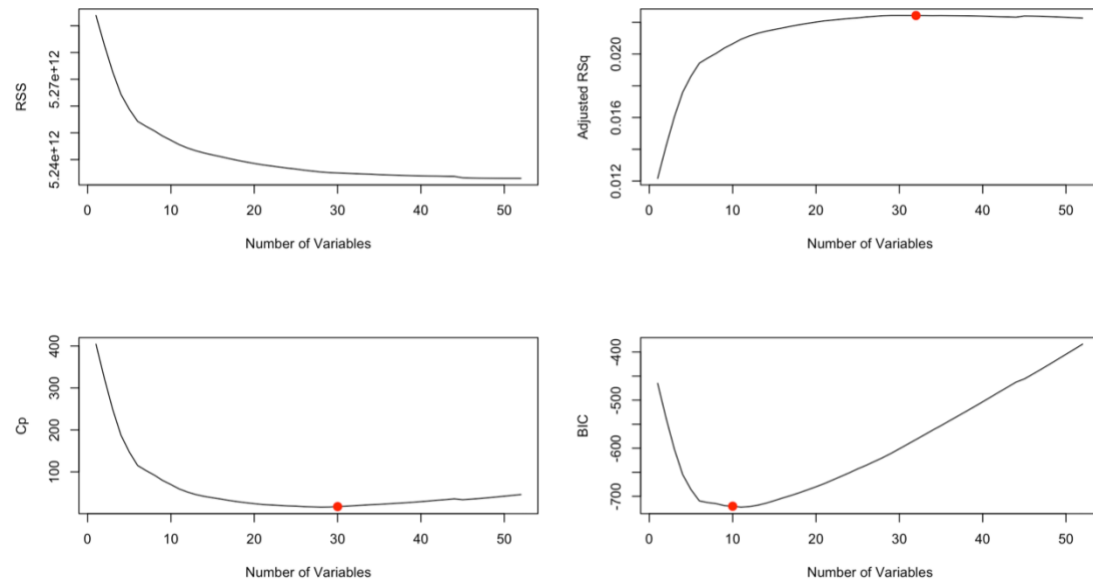 RSS
5.24e+12 5.27e+12
0 10 20 30 40 50
Number of Variables
Adjusted RSq
0.012 0.016 0.020
0 10 20 30 40 50
Number of Variables
Cp
100 200 300 400
0 10 20 30 40 50
Number of Variables
BIC
-700 -600 -500 -400
0 10 20 30 40 50
Number of Variables